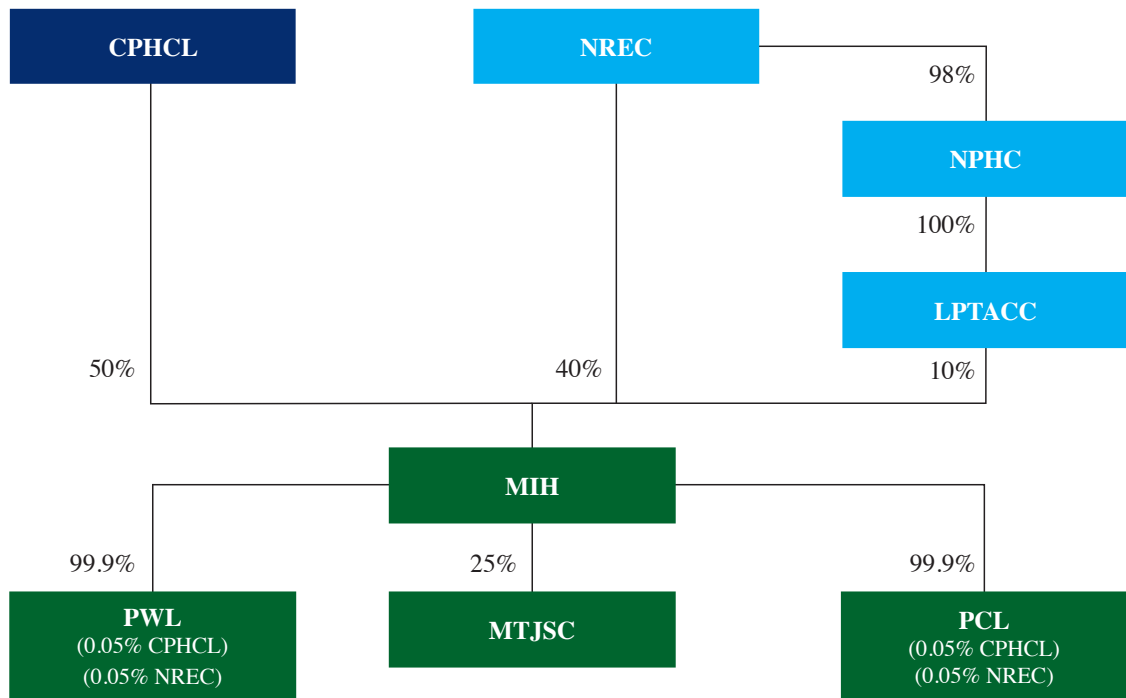 CPHCL
NREC
98%
NPHC
100%
LPTACC
50%
40%
10%
MIH
99.9%
25%
99.9%
PWL
(0.05% CPHCL)
(0.05% NREC)
MTJSC
PCL
(0.05% CPHCL)
(0.05% NREC)